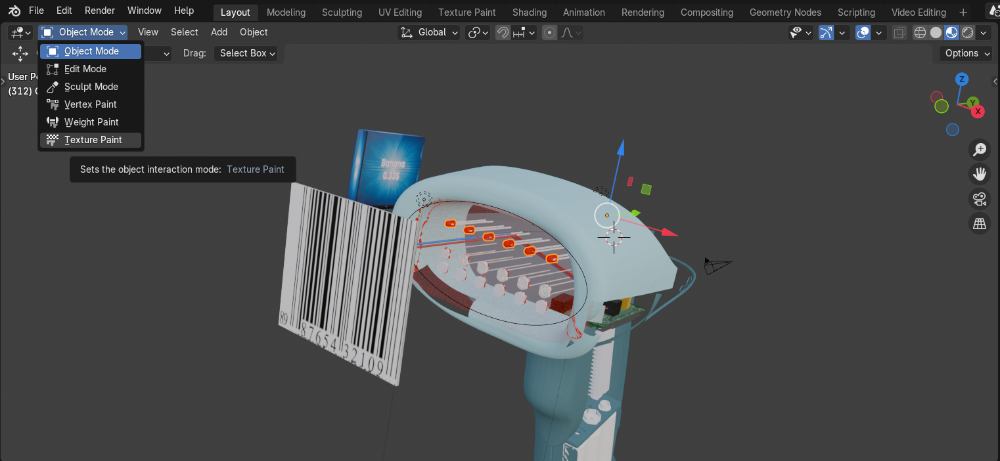 File Edit Render Window Help Layout Modeling Sculpting UV Editing Texture Paint Shading Animation Rendering Compositing Geometry Nodes Scripting Video Editing +
Object Mode View Select Add Object Global
Object Mode Drag: Select Box Options
Edit Mode
User
(312)
Sculpt Mode
Vertex Paint
Weight Paint
Texture Paint
Sets the object interaction mode: Texture Paint
Z
Y
X
Banana
0.33$
89 87654 32109